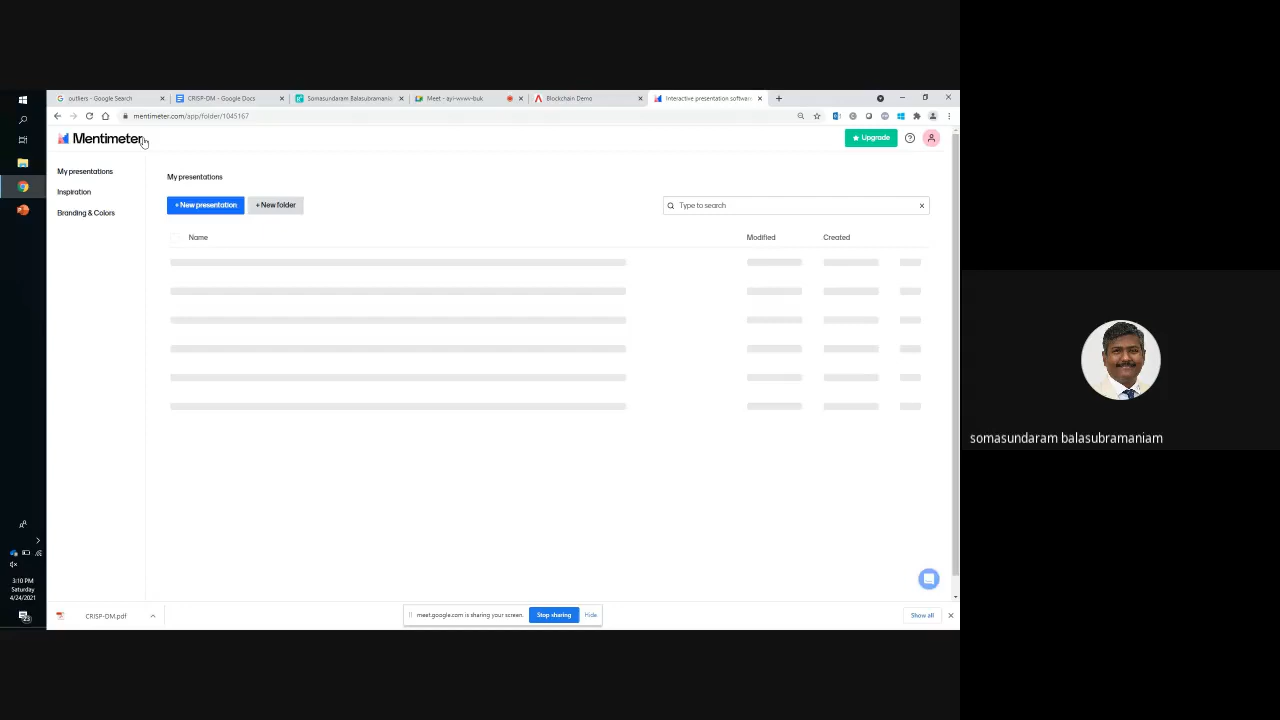 outliers - Google Search
CRISP-DM - Google Docs
Somasundaram Balasubramania
Meet - ayi-wvwv-buk
Blockchain Demo
Interactive presentation software
mentimeter.com/app/folder/1045167
Mentimeter
Upgrade
My presentations
Inspiration
Branding & Colors
My presentations
+ New presentation
+ New folder
Type to search
Name
Modified
Created
somasundaram balasubramaniam
3:10 PM
Saturday
4/24/2021
CRISP-DM.pdf
meet.google.com is sharing your screen.
Stop sharing
Hide
Show all